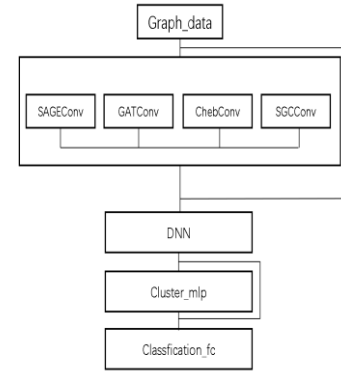 Graph_data
SAGEConv GATConv ChebConv SGCConv
DNN
Cluster_mlp
Classfication_fc